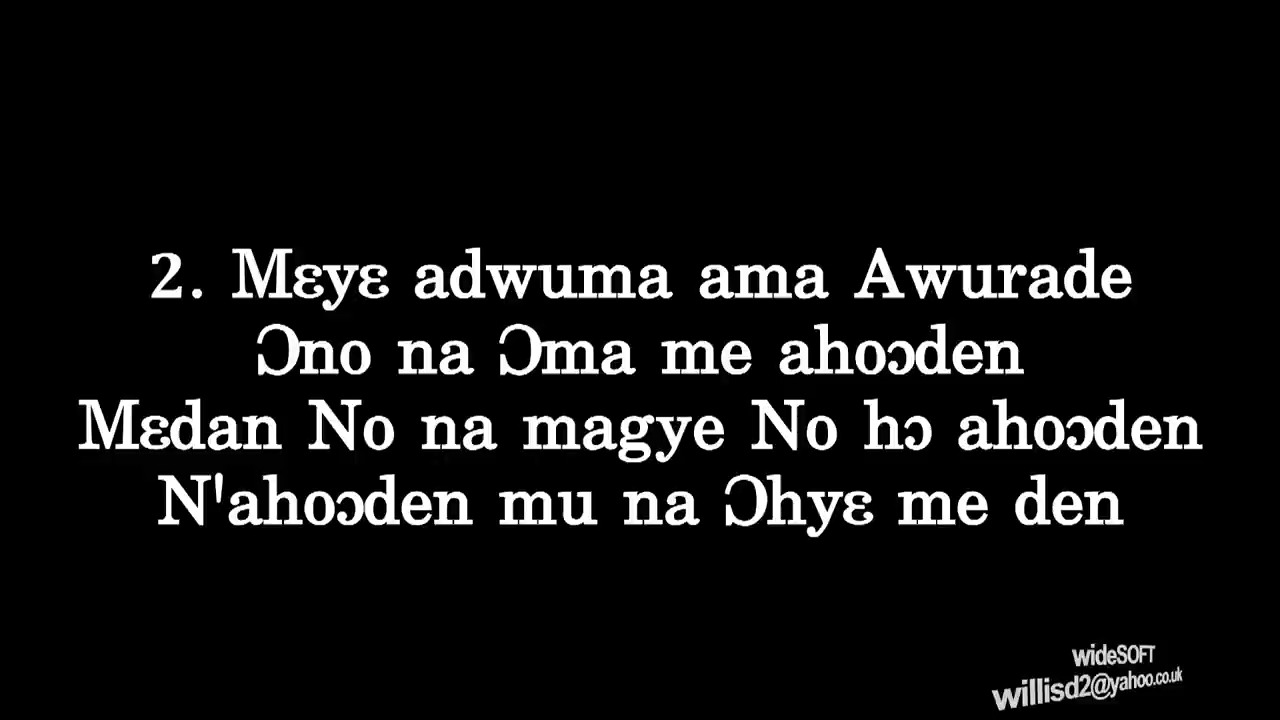 2. Mɛyɛ adwuma ama Awurade
Ɔno na Ɔma me ahoɔden
Mɛdan No na magye No hɔ ahoɔden
N'ahoɔden mu na Ɔhyɛ me den
wideSOFT
willisd2@yahoo.co.uk